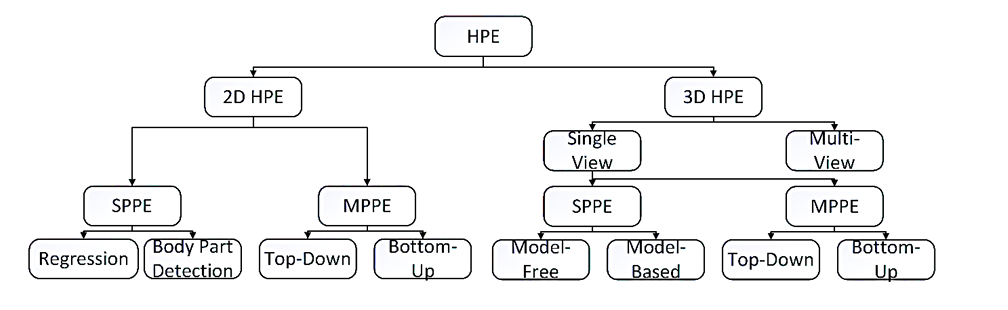 HPE
2D HPE
3D HPE
Single
View
Multi-
View
SPPE
MPPE
SPPE
MPPE
Regression
Body Part
Detection
Top-Down
Bottom-
Up
Model-
Free
Model-
Based
Top-Down
Bottom-
Up